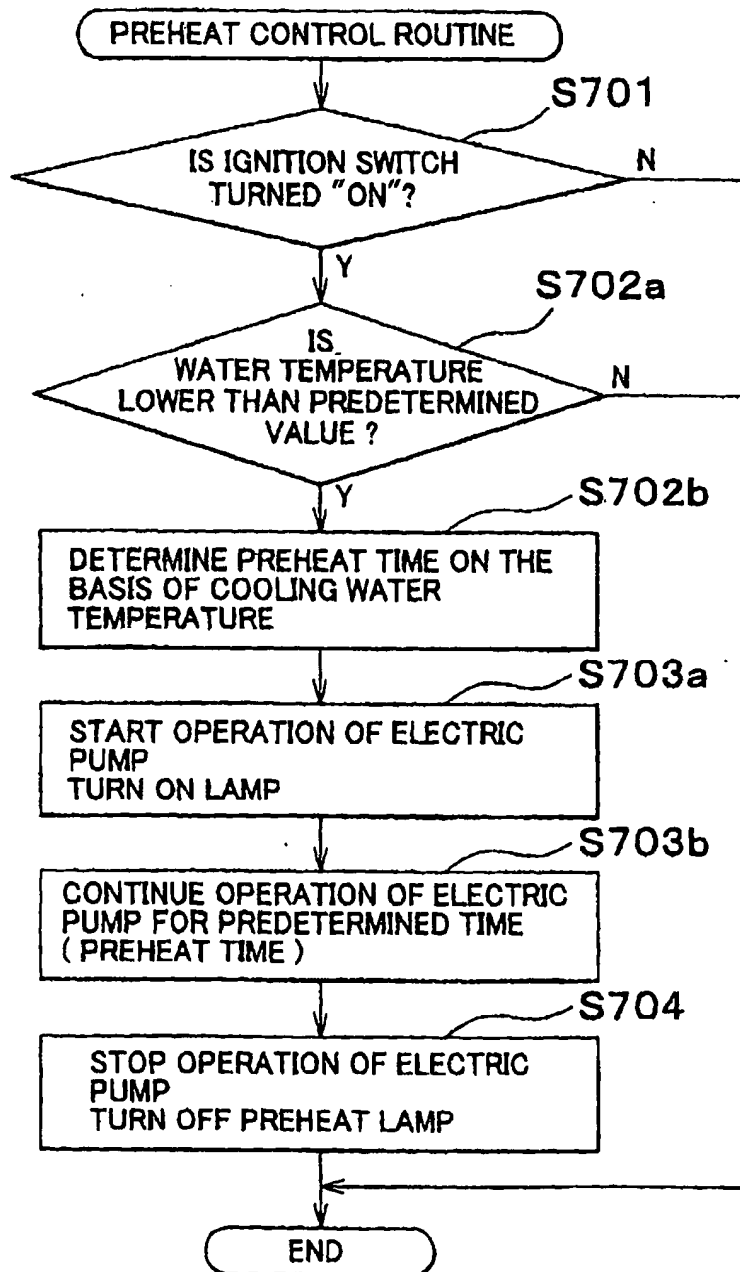 PREHEAT CONTROL ROUTINE
S701
IS IGNITION SWITCH
TURNED "ON"?
N
Y
S702a
IS
WATER TEMPERATURE
LOWER THAN PREDETERMINED
VALUE ?
N
Y
S702b
DETERMINE PREHEAT TIME ON THE
BASIS OF COOLING WATER
TEMPERATURE
S703a
START OPERATION OF ELECTRIC
PUMP
TURN ON LAMP
S703b
CONTINUE OPERATION OF ELECTRIC
PUMP FOR PREDETERMINED TIME
( PREHEAT TIME )
S704
STOP OPERATION OF ELECTRIC
PUMP
TURN OFF PREHEAT LAMP
END